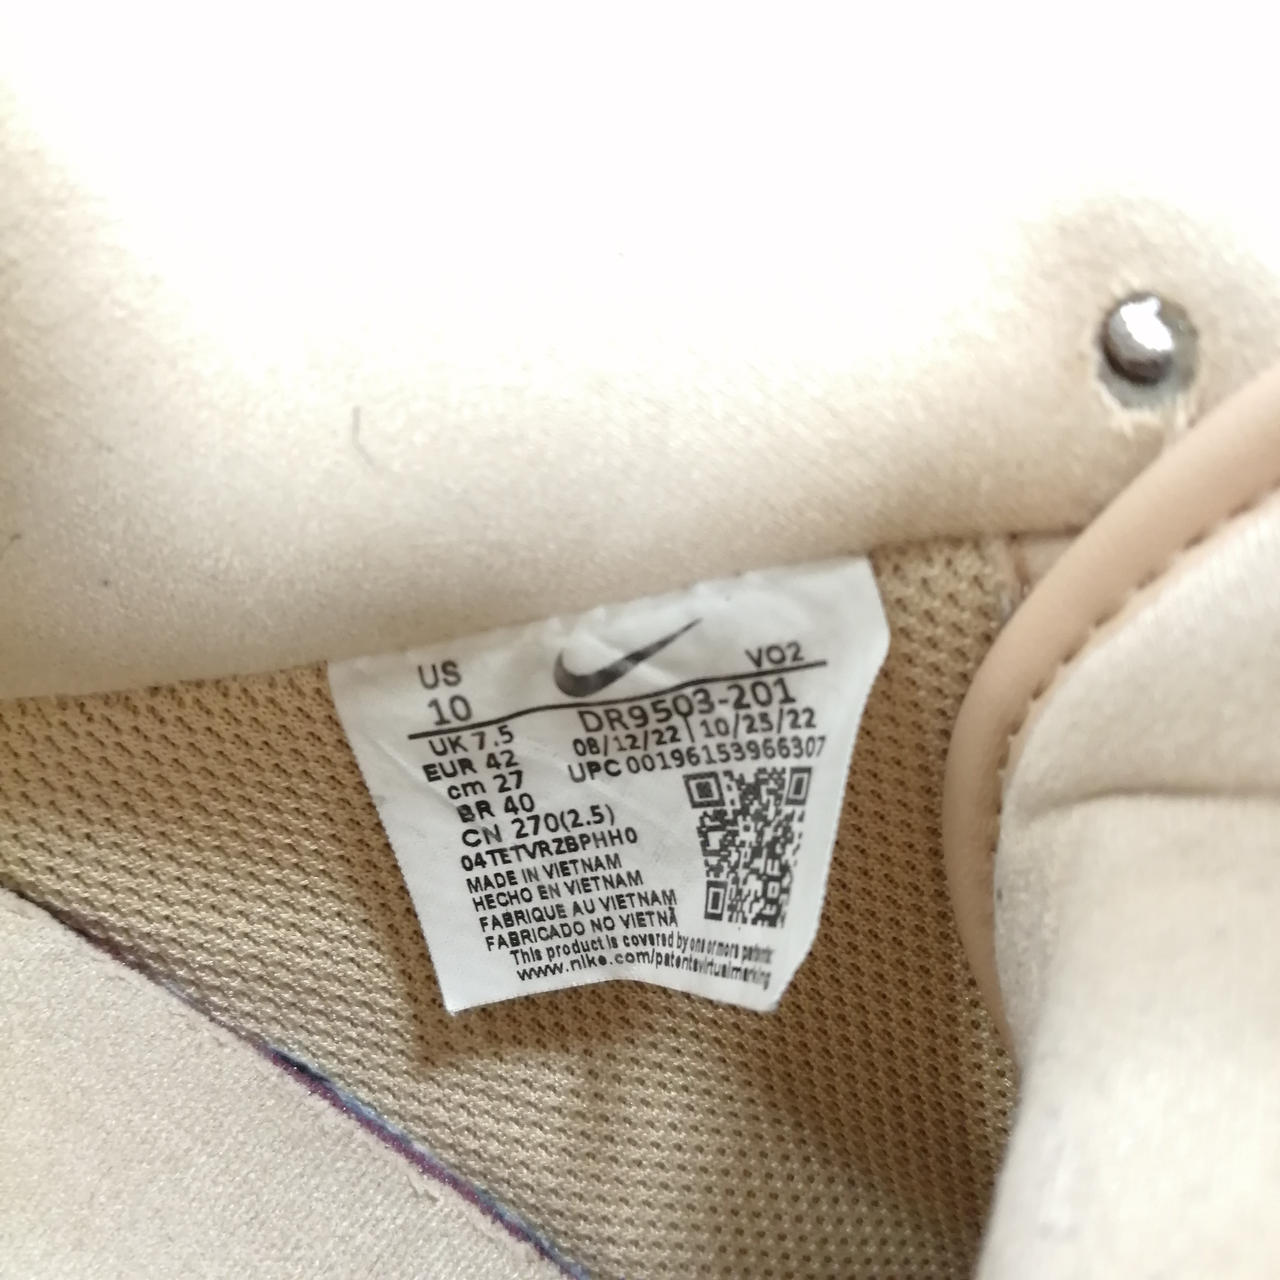 US
10
VO2
DR9503-201
08/12/22 | 10/25/22
UPC 00196153966307
UK 7.5
EUR 42
cm 27
BR 40
CN 270(2.5)
04TETVRZBPHH0
MADE IN VIETNAM
HECHO EN VIETNAM
FABRIQUE AU VIETNAM
FABRICADO NO VIETNÃ
This product is covered by one or more patents:
www.nike.com/patentsvirtualmarking